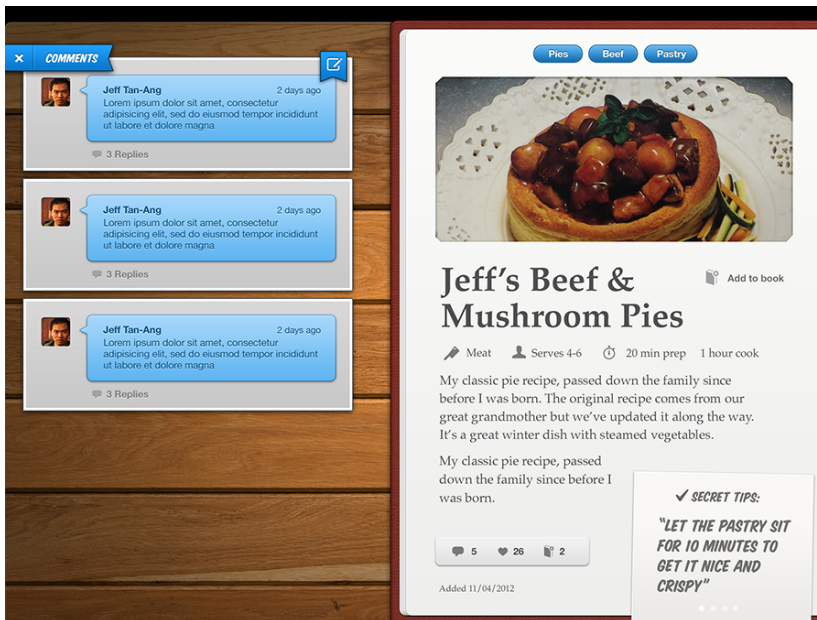 COMMENTS
Jeff Tan-Ang 2 days ago
Lorem ipsum dolor sit amet, consectetur
adipisicing elit, sed do eiusmod tempor incididunt
ut labore et dolore magna
3 Replies
Jeff Tan-Ang 2 days ago
Lorem ipsum dolor sit amet, consectetur
adipisicing elit, sed do eiusmod tempor incididunt
ut labore et dolore magna
3 Replies
Jeff Tan-Ang 2 days ago
Lorem ipsum dolor sit amet, consectetur
adipisicing elit, sed do eiusmod tempor incididunt
ut labore et dolore magna
3 Replies
Pies Beef Pastry
Jeff's Beef &
Mushroom Pies
Add to book
Meat Serves 4-6 20 min prep 1 hour cook
My classic pie recipe, passed down the family since
before I was born. The original recipe comes from our
great grandmother but we've updated it along the way.
It's a great winter dish with steamed vegetables.
My classic pie recipe, passed
down the family since before I
was born.
5 26 2
Added 11/04/2012
SECRET TIPS:
"LET THE PASTRY SIT
FOR 10 MINUTES TO
GET IT NICE AND
CRISPY"